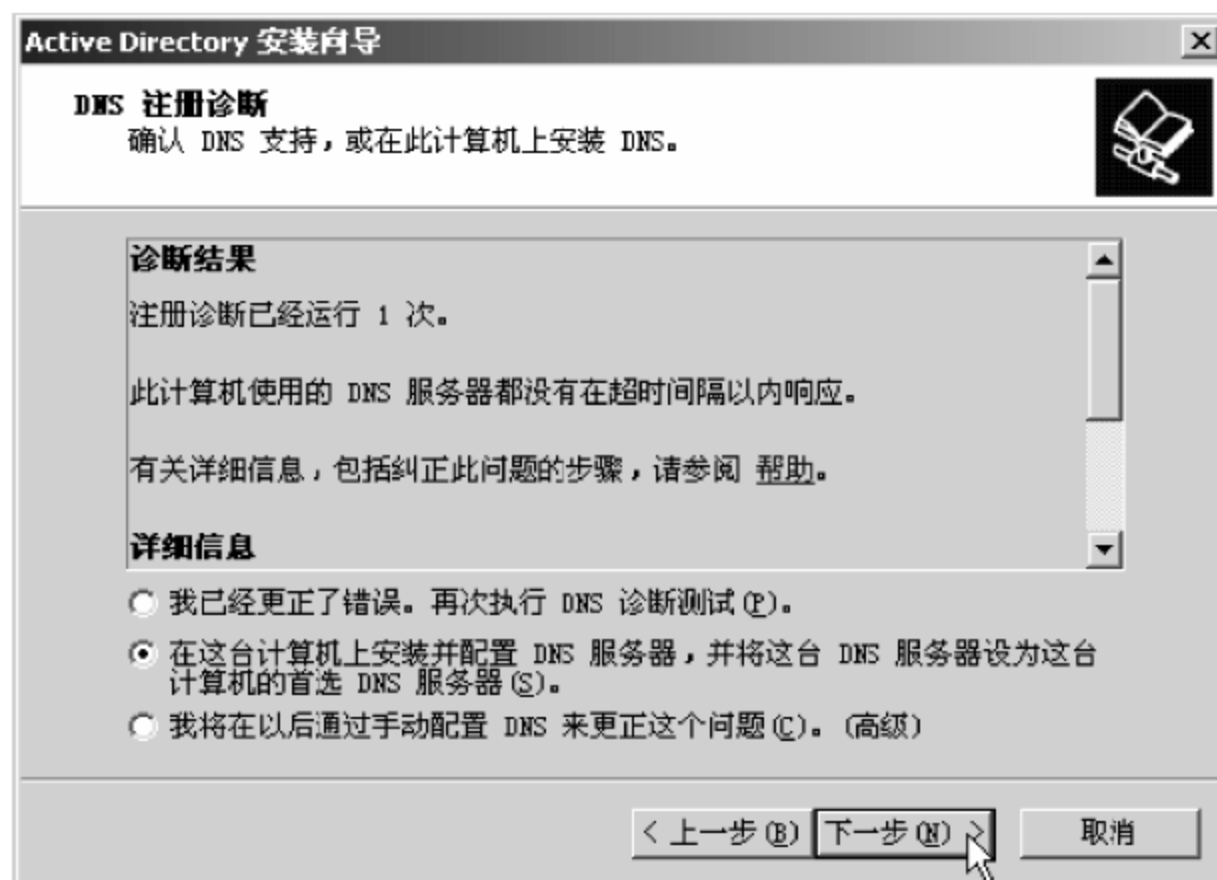 Active Directory 安装向导
DNS 注册诊断
确认 DNS 支持，或在此计算机上安装 DNS。
诊断结果
注册诊断已经运行 1 次。
此计算机使用的 DNS 服务器都没有在超时间隔以内响应。
有关详细信息，包括纠正此问题的步骤，请参阅 帮助。
详细信息
我已经更正了错误。再次执行 DNS 诊断测试(P)。
在这台计算机上安装并配置 DNS 服务器，并将这台 DNS 服务器设为这台
计算机的首选 DNS 服务器(S)。
我将在以后通过手动配置 DNS 来更正这个问题(C)。(高级)
< 上一步(B) 下一步(N) > 取消